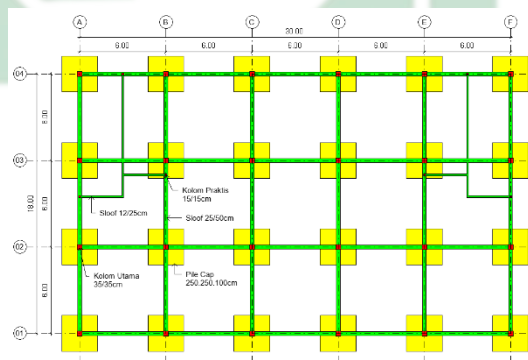 A B C D E F
30.00
6.00 6.00 6.00 6.00 6.00
04
6.00
03
Kolom Praktis
15/15cm
18.00
6.00
Sloof 12/25cm
Sloof 25/50cm
02
Kolom Utama
35/35cm
Pile Cap
250.250.100cm
6.00
01